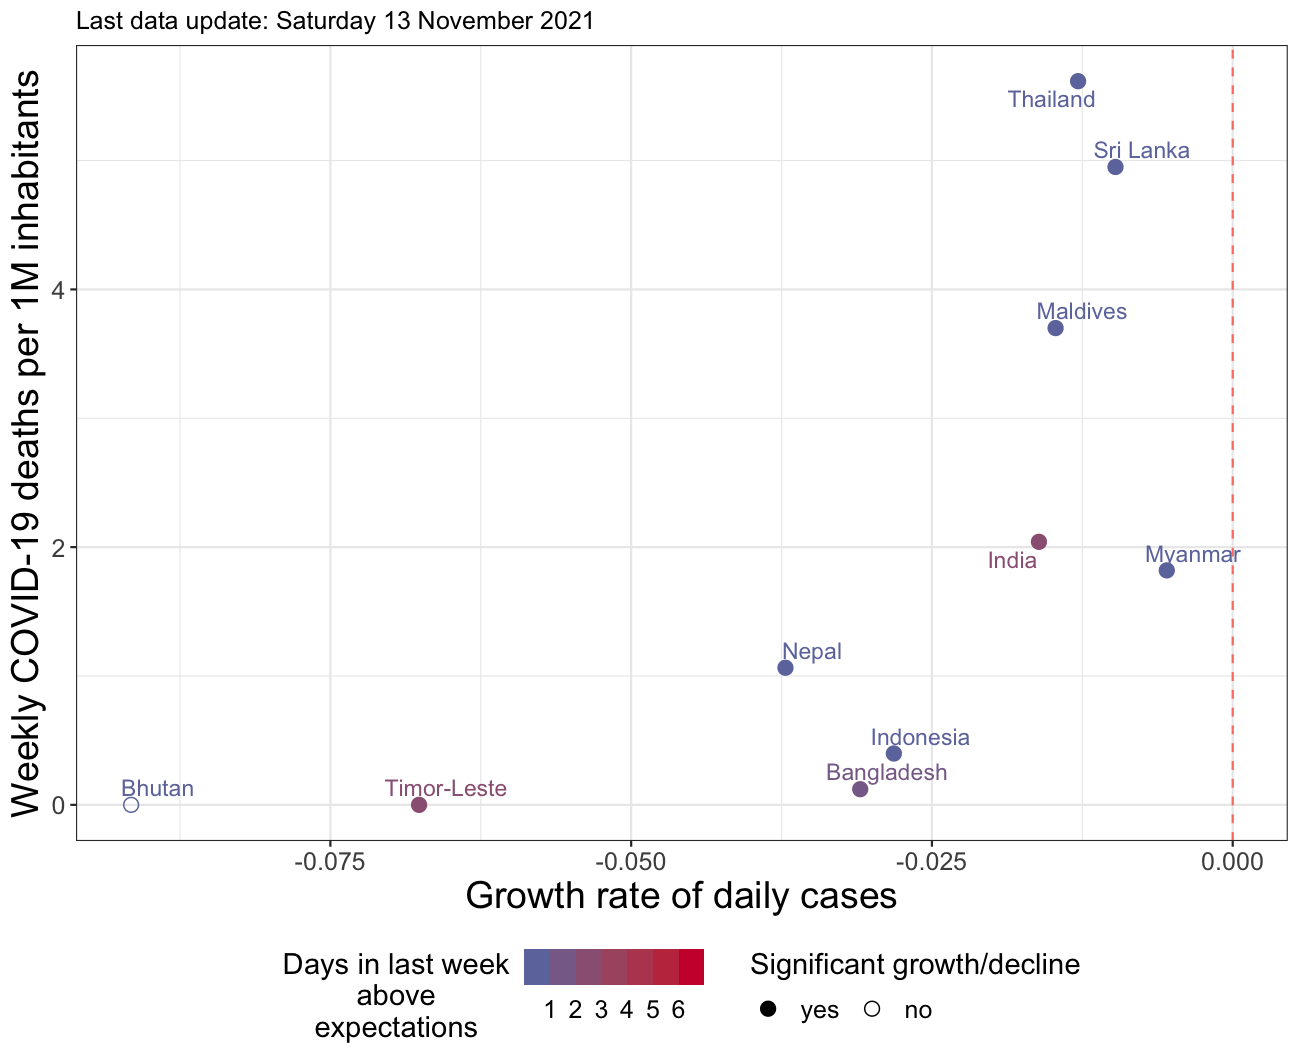 Last data update: Saturday 13 November 2021
Weekly COVID-19 deaths per 1M inhabitants
Thailand
Sri Lanka
4
Maldives
2
India
Myanmar
Nepal
Indonesia
Bangladesh
Bhutan
Timor-Leste
0
-0.075 -0.050 -0.025 0.000
Growth rate of daily cases
Days in last week
above
expectations
1 2 3 4 5 6
Significant growth/decline
yes no